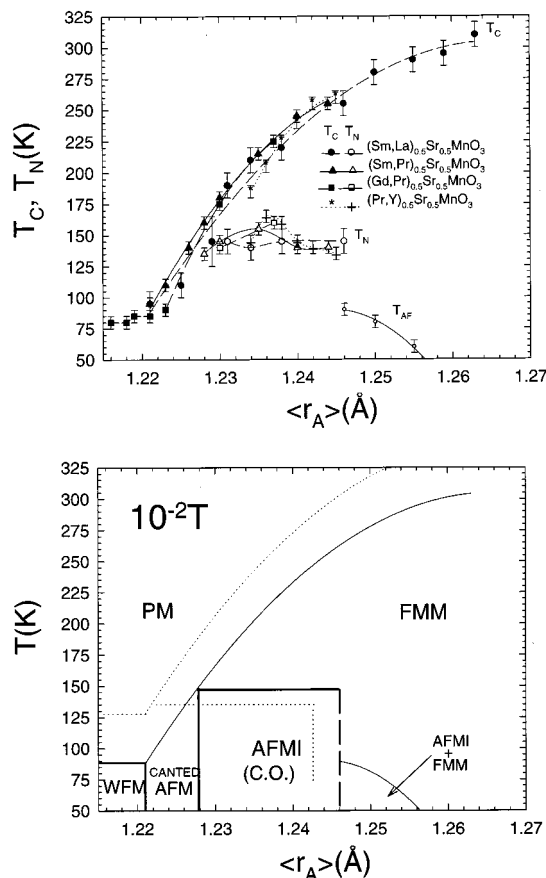 325
300
275
250
225
200
175
150
125
100
75
50
T_C, T_N(K)
T_C
T_C T_N
(Sm,La)_0.5Sr_0.5MnO_3
(Sm,Pr)_0.5Sr_0.5MnO_3
(Gd,Pr)_0.5Sr_0.5MnO_3
(Pr,Y)_0.5Sr_0.5MnO_3
T_N
T_AF
1.22 1.23 1.24 1.25 1.26 1.27
<r_A>(Å)
325
300
275
250
225
200
175
150
125
100
75
50
T(K)
10^-2T
PM
FMM
WFM
CANTED
AFM
AFMI
(C.O.)
AFMI
+
FMM
1.22 1.23 1.24 1.25 1.26 1.27
<r_A>(Å)